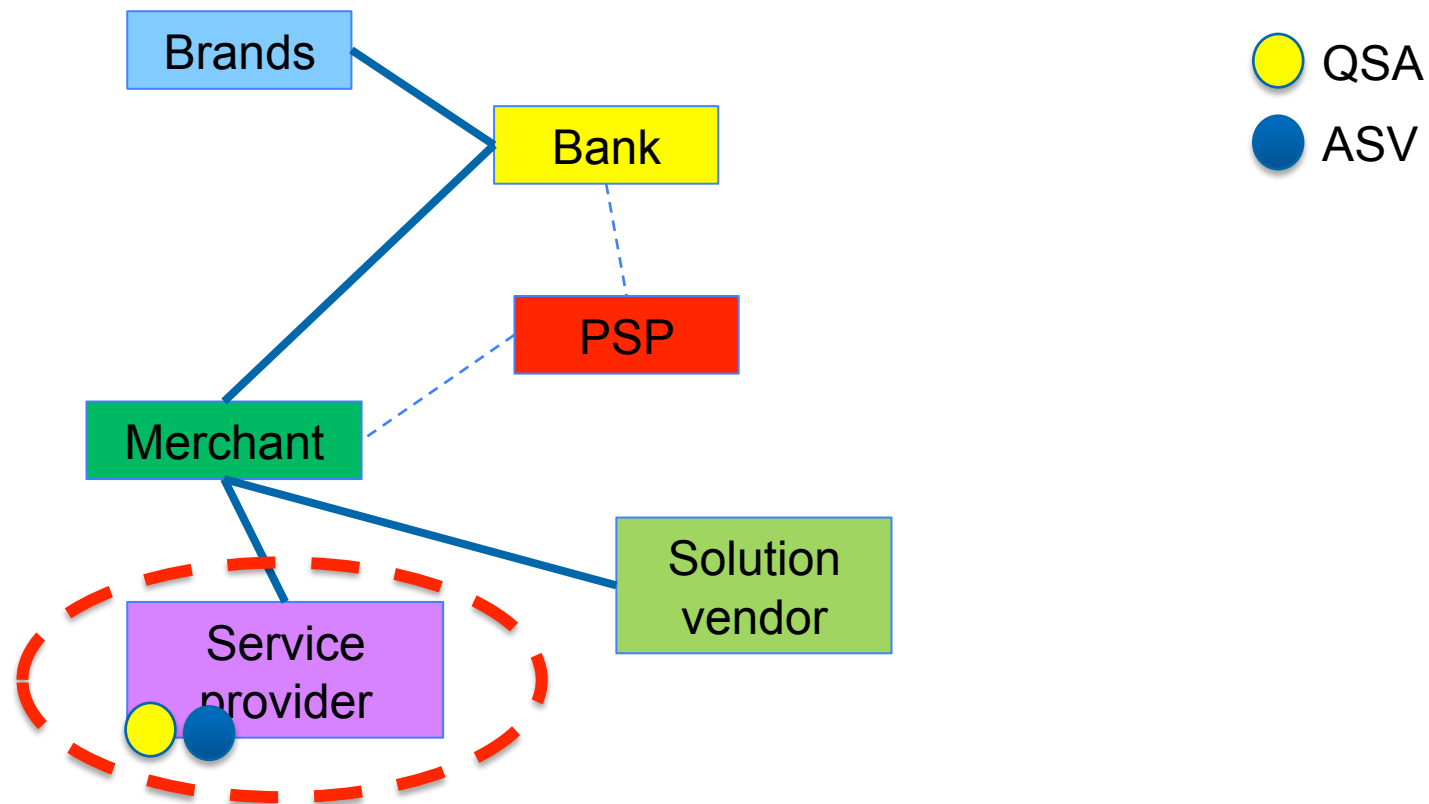 Brands
QSA
Bank
ASV
PSP
Merchant
Solution
vendor
Service
provider